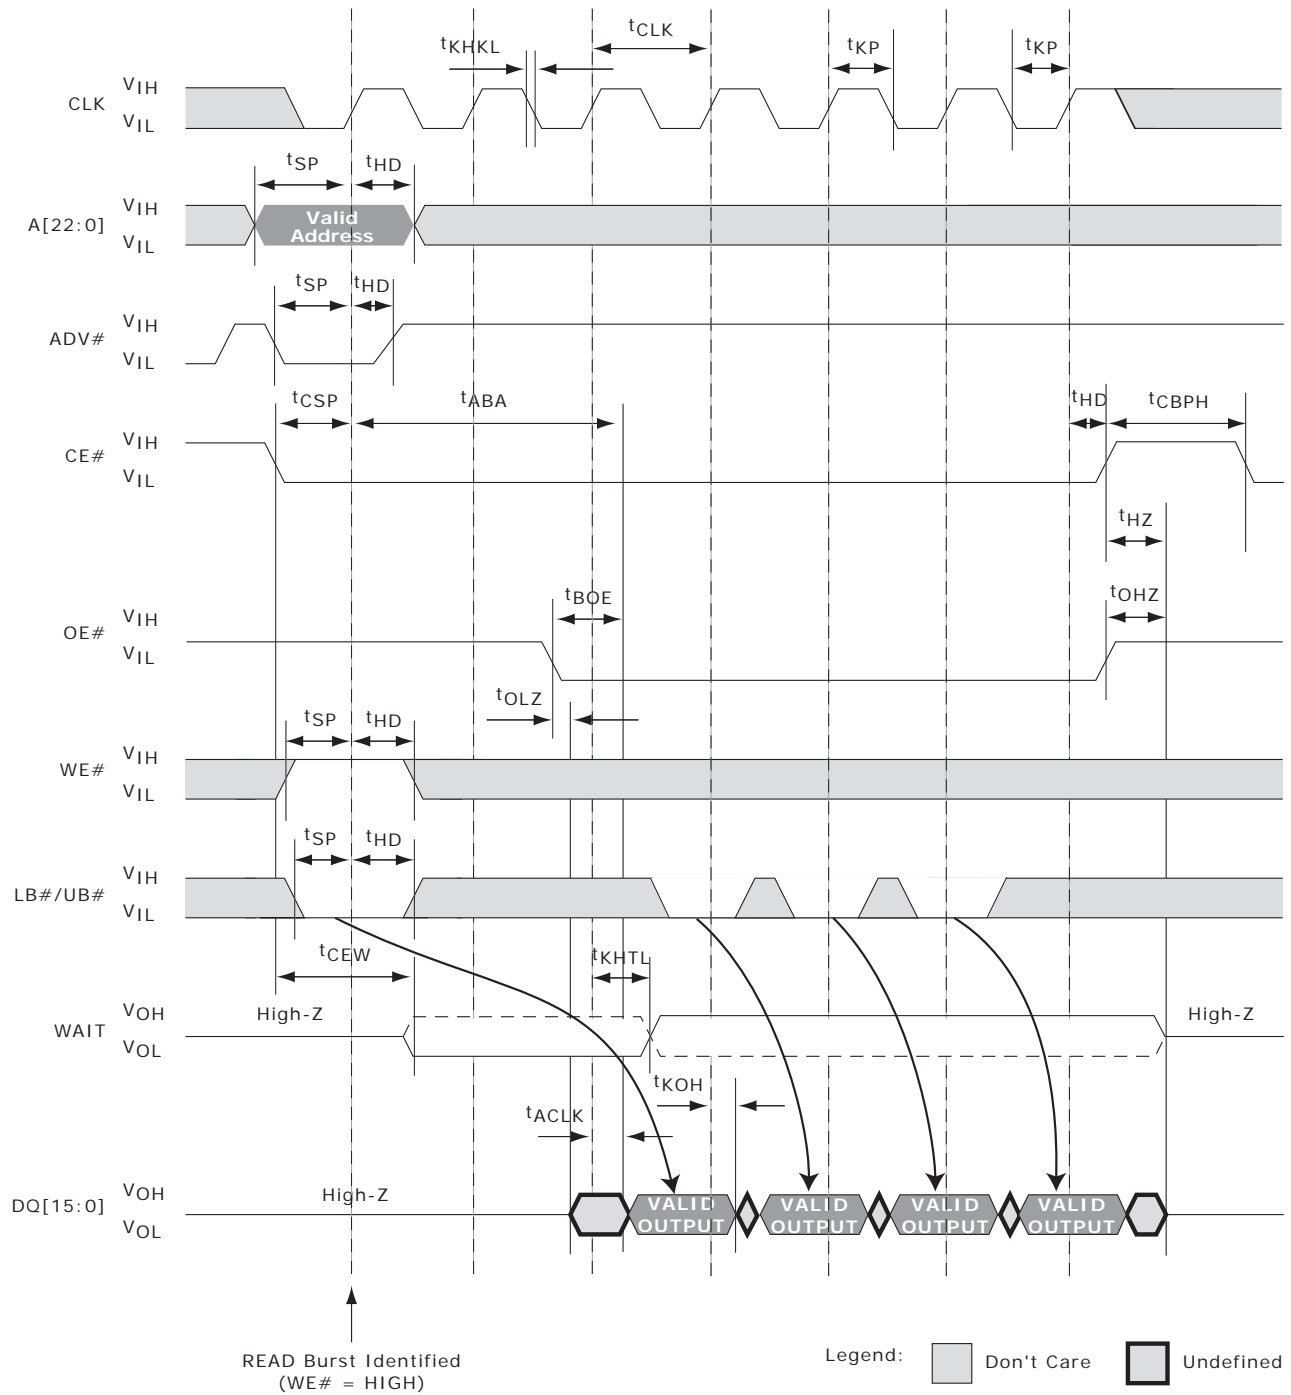 tCLK
tKHKL
tKP
tKP
CLK
VIH
VIL
tSP
tHD
A[22:0]
VIH
VIL
Valid
Address
tSP
tHD
ADV#
VIH
VIL
tCSP
tABA
tHD
tCBPH
CE#
VIH
VIL
tHZ
tBOE
tOHZ
OE#
VIH
VIL
tOLZ
tSP
tHD
WE#
VIH
VIL
tSP
tHD
LB#/UB#
VIH
VIL
tCEW
tKHTL
WAIT
VOH
VOL
High-Z
High-Z
tKOH
tACLK
DQ[15:0]
VOH
VOL
High-Z
VALID
OUTPUT
VALID
OUTPUT
VALID
OUTPUT
VALID
OUTPUT
READ Burst Identified
(WE# = HIGH)
Legend:
Don't Care
Undefined